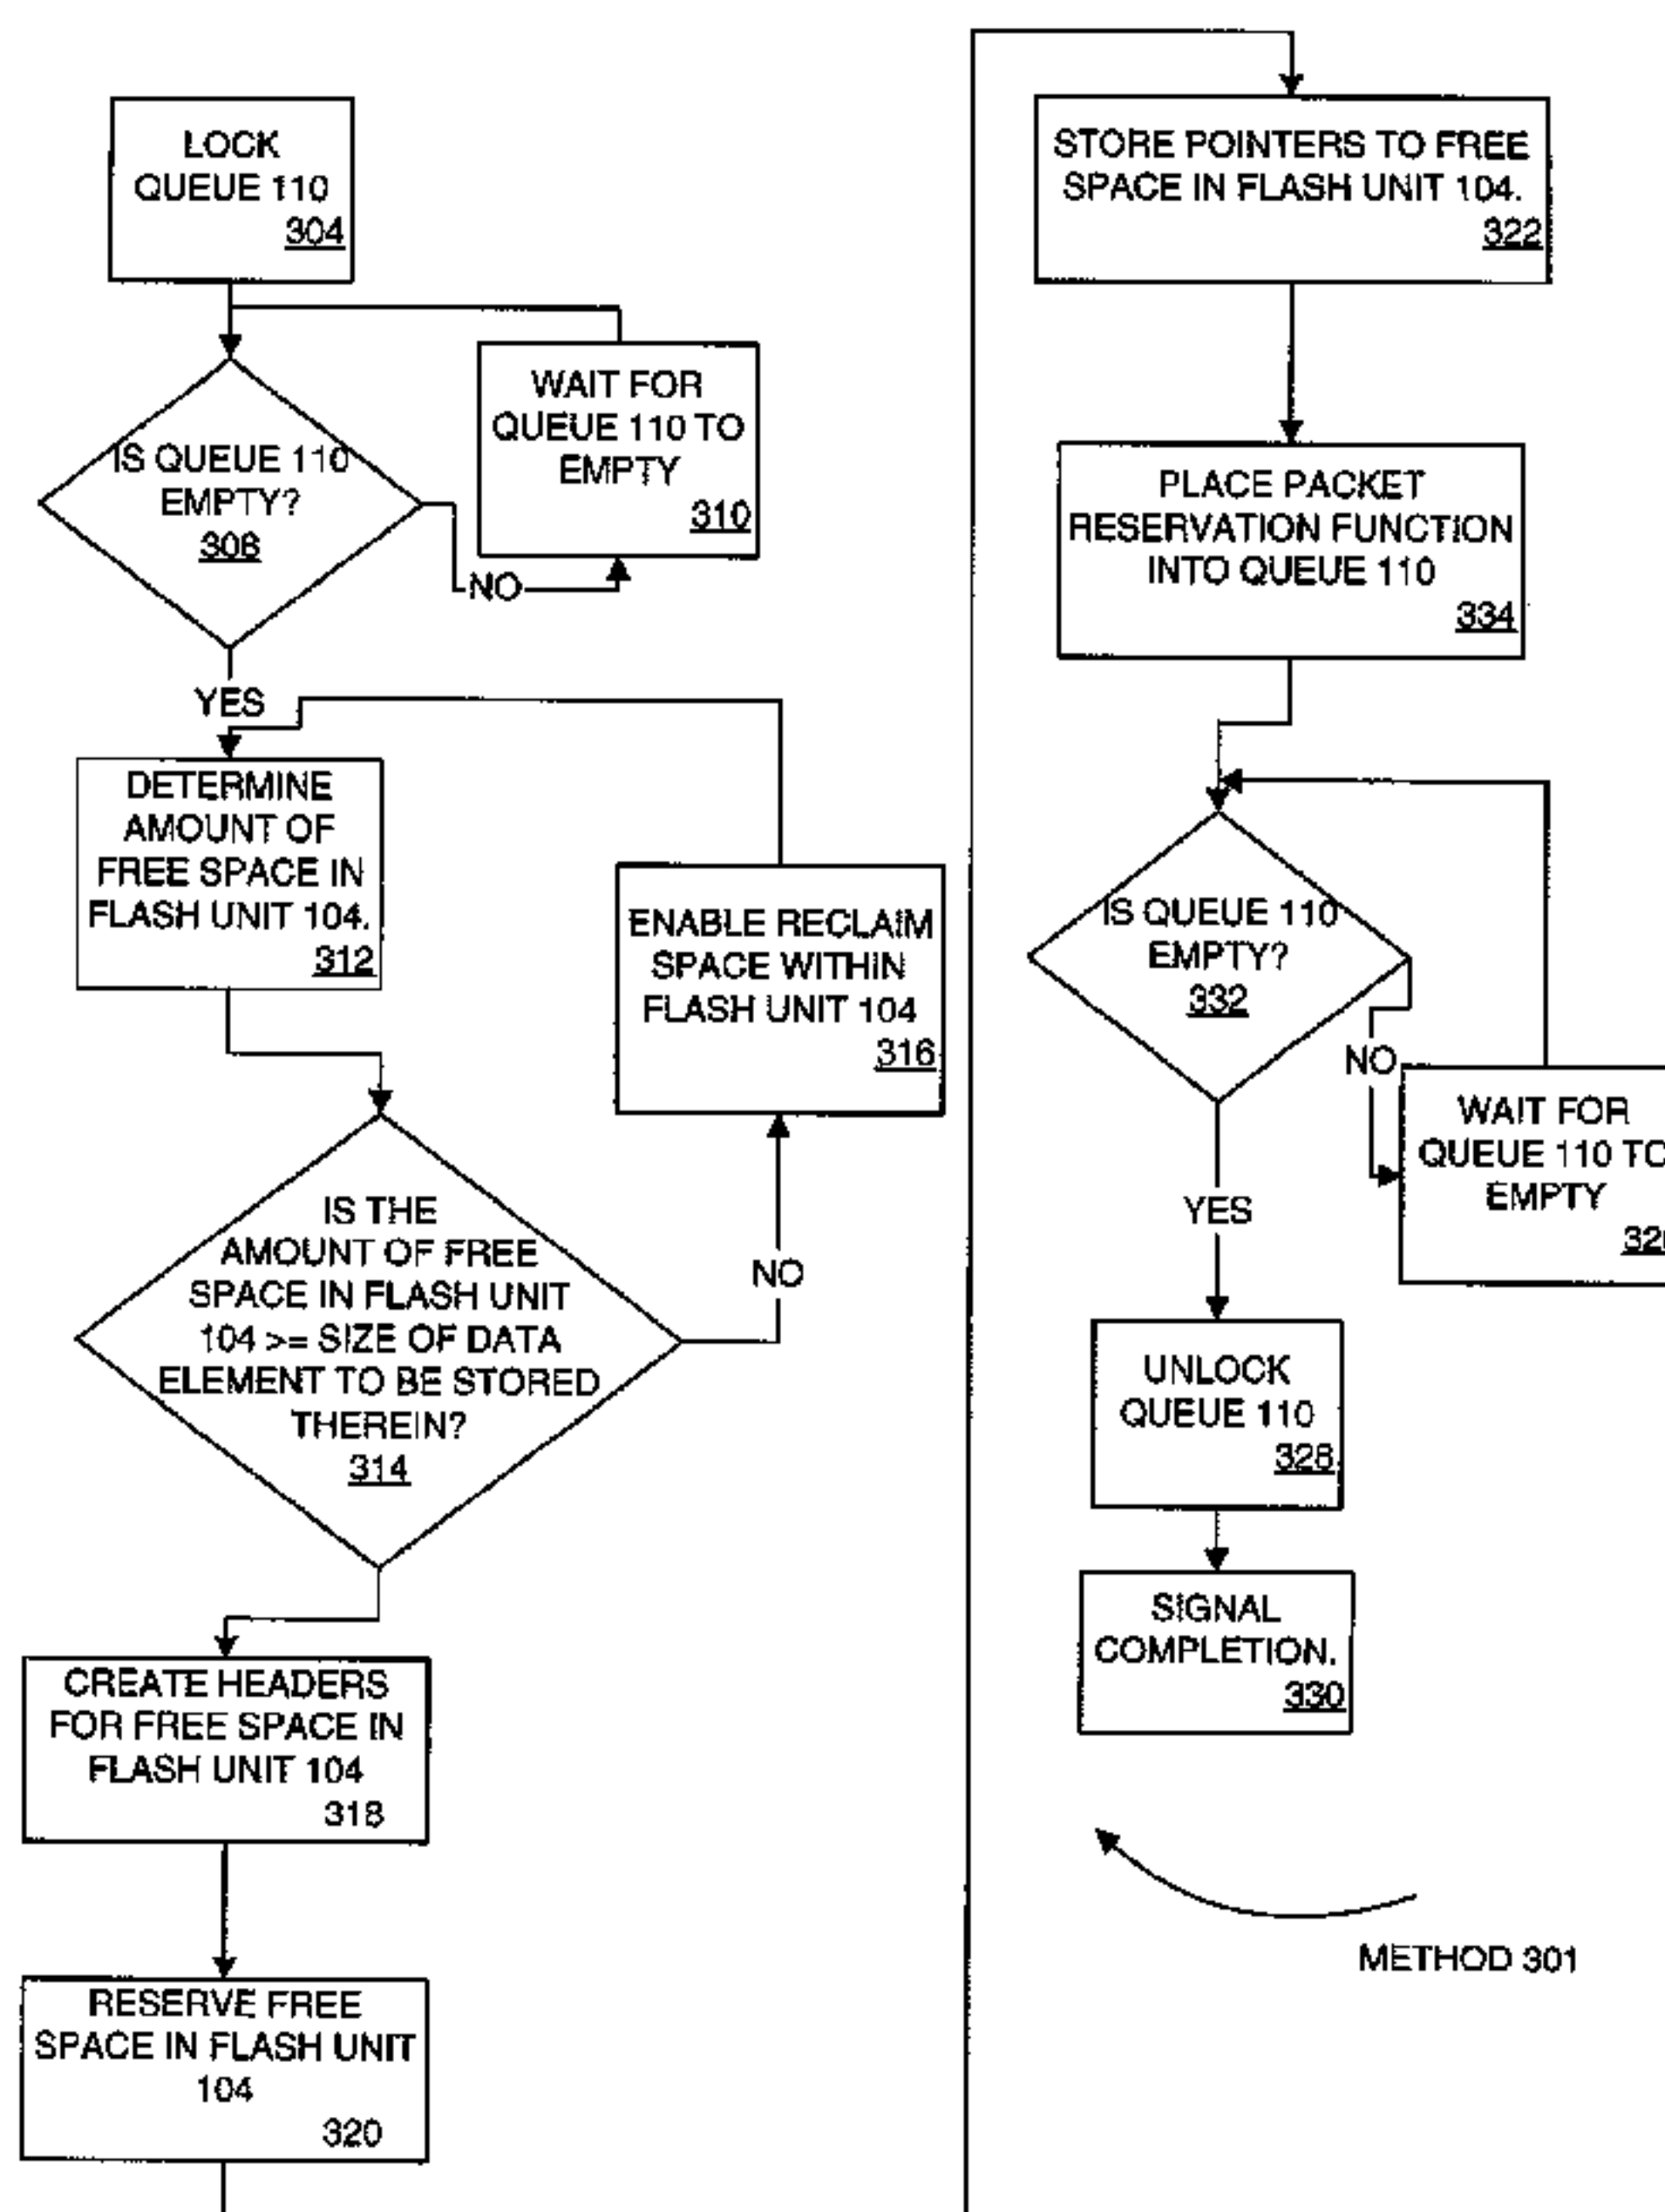 LOCK
QUEUE 110
304
IS QUEUE 110
EMPTY?
308
WAIT FOR
QUEUE 110 TO
EMPTY
310
NO
YES
DETERMINE
AMOUNT OF
FREE SPACE IN
FLASH UNIT 104.
312
ENABLE RECLAIM
SPACE WITHIN
FLASH UNIT 104
316
IS THE
AMOUNT OF FREE
SPACE IN FLASH UNIT
104 >= SIZE OF DATA
ELEMENT TO BE STORED
THEREIN?
314
NO
CREATE HEADERS
FOR FREE SPACE IN
FLASH UNIT 104
318
RESERVE FREE
SPACE IN FLASH UNIT
104
320
STORE POINTERS TO FREE
SPACE IN FLASH UNIT 104.
322
PLACE PACKET
RESERVATION FUNCTION
INTO QUEUE 110
334
IS QUEUE 110
EMPTY?
332
NO
WAIT FOR
QUEUE 110 TO
EMPTY
YES
UNLOCK
QUEUE 110
328
SIGNAL
COMPLETION.
330
METHOD 301